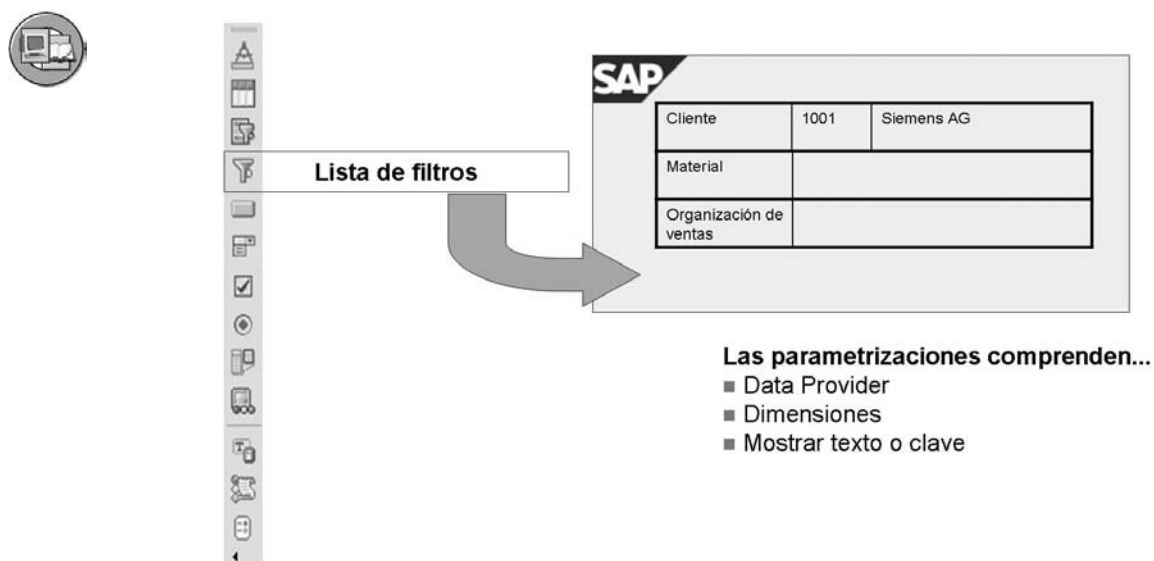 SAP
Cliente 1001 Siemens AG
Lista de filtros
Material
Organización de
ventas
Las parametrizaciones comprenden...
■ Data Provider
■ Dimensiones
■ Mostrar texto o clave